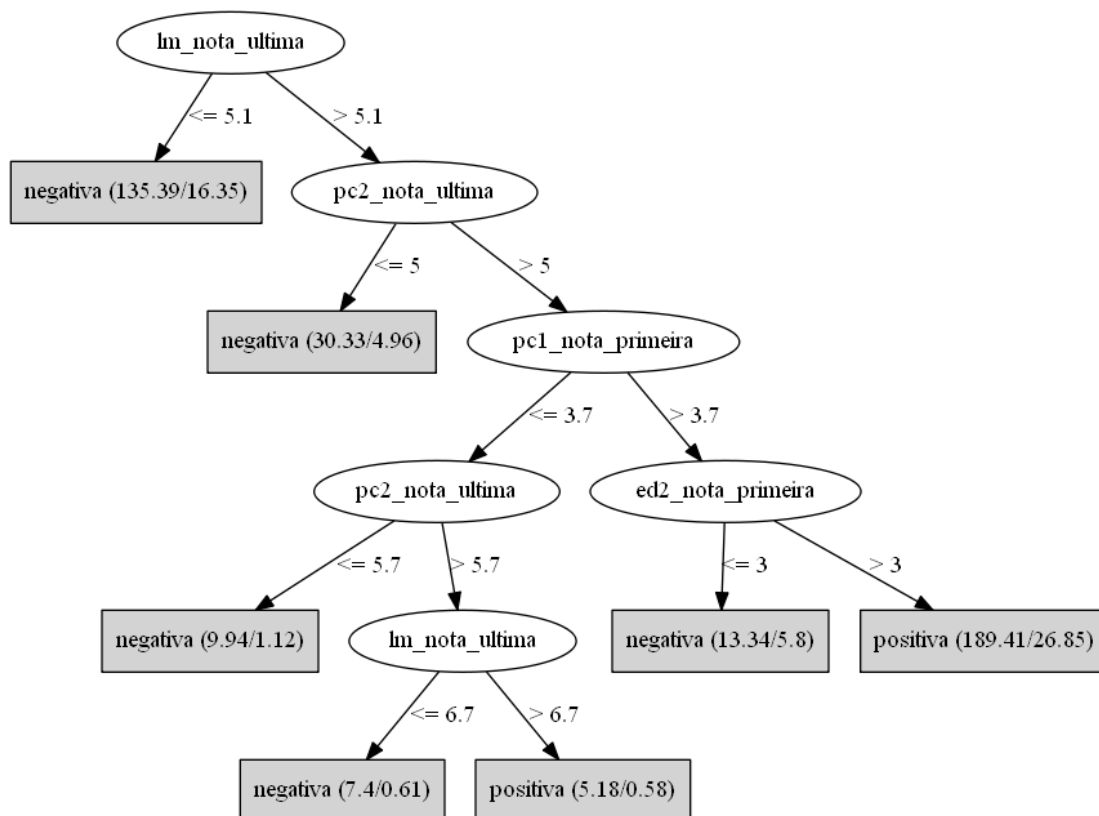 lm_nota_ultima
<= 5.1
> 5.1
negativa (135.39/16.35)
pc2_nota_ultima
<= 5
> 5
negativa (30.33/4.96)
pc1_nota_primeira
<= 3.7
> 3.7
pc2_nota_ultima
ed2_nota_primeira
<= 5.7
> 5.7
<= 3
> 3
negativa (9.94/1.12)
lm_nota_ultima
negativa (13.34/5.8)
positiva (189.41/26.85)
<= 6.7
> 6.7
negativa (7.4/0.61)
positiva (5.18/0.58)